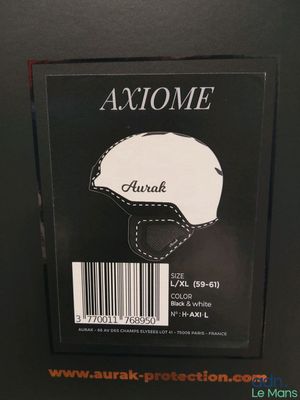 AXIOME
Aurak
SIZE
L/XL (59-61)
COLOR
Black & white
N°: H-AXI-L
3 770011 768950
AURAK - 66 AV DES CHAMPS ELYSEES LOT 41 - 75008 PARIS - FRANCE
www.aurak-protection.com
Le Mans